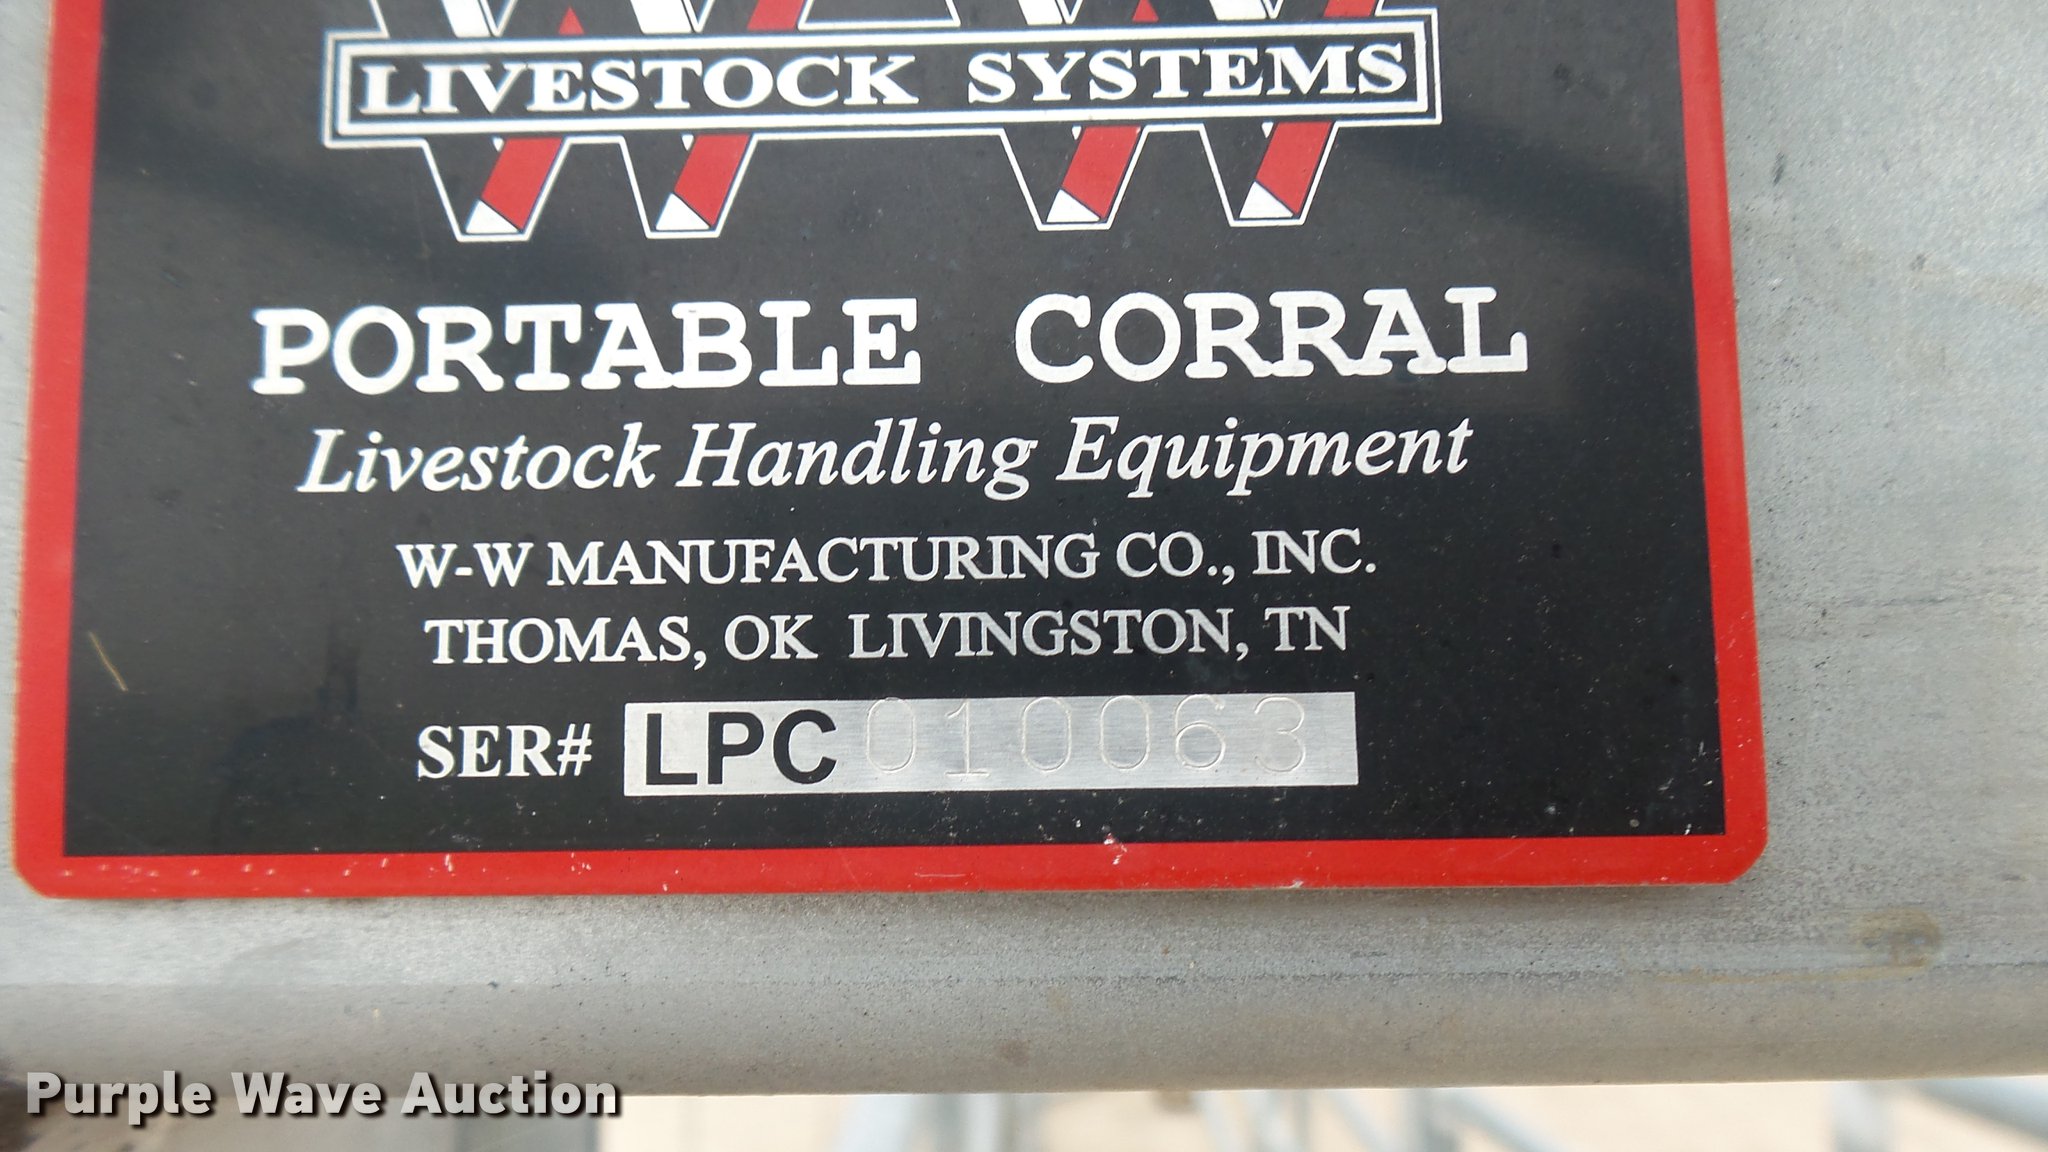 LIVESTOCK SYSTEMS
PORTABLE CORRAL
Livestock Handling Equipment
W-W MANUFACTURING CO., INC.
THOMAS, OK LIVINGSTON, TN
SER# LPC 010063
Purple Wave Auction